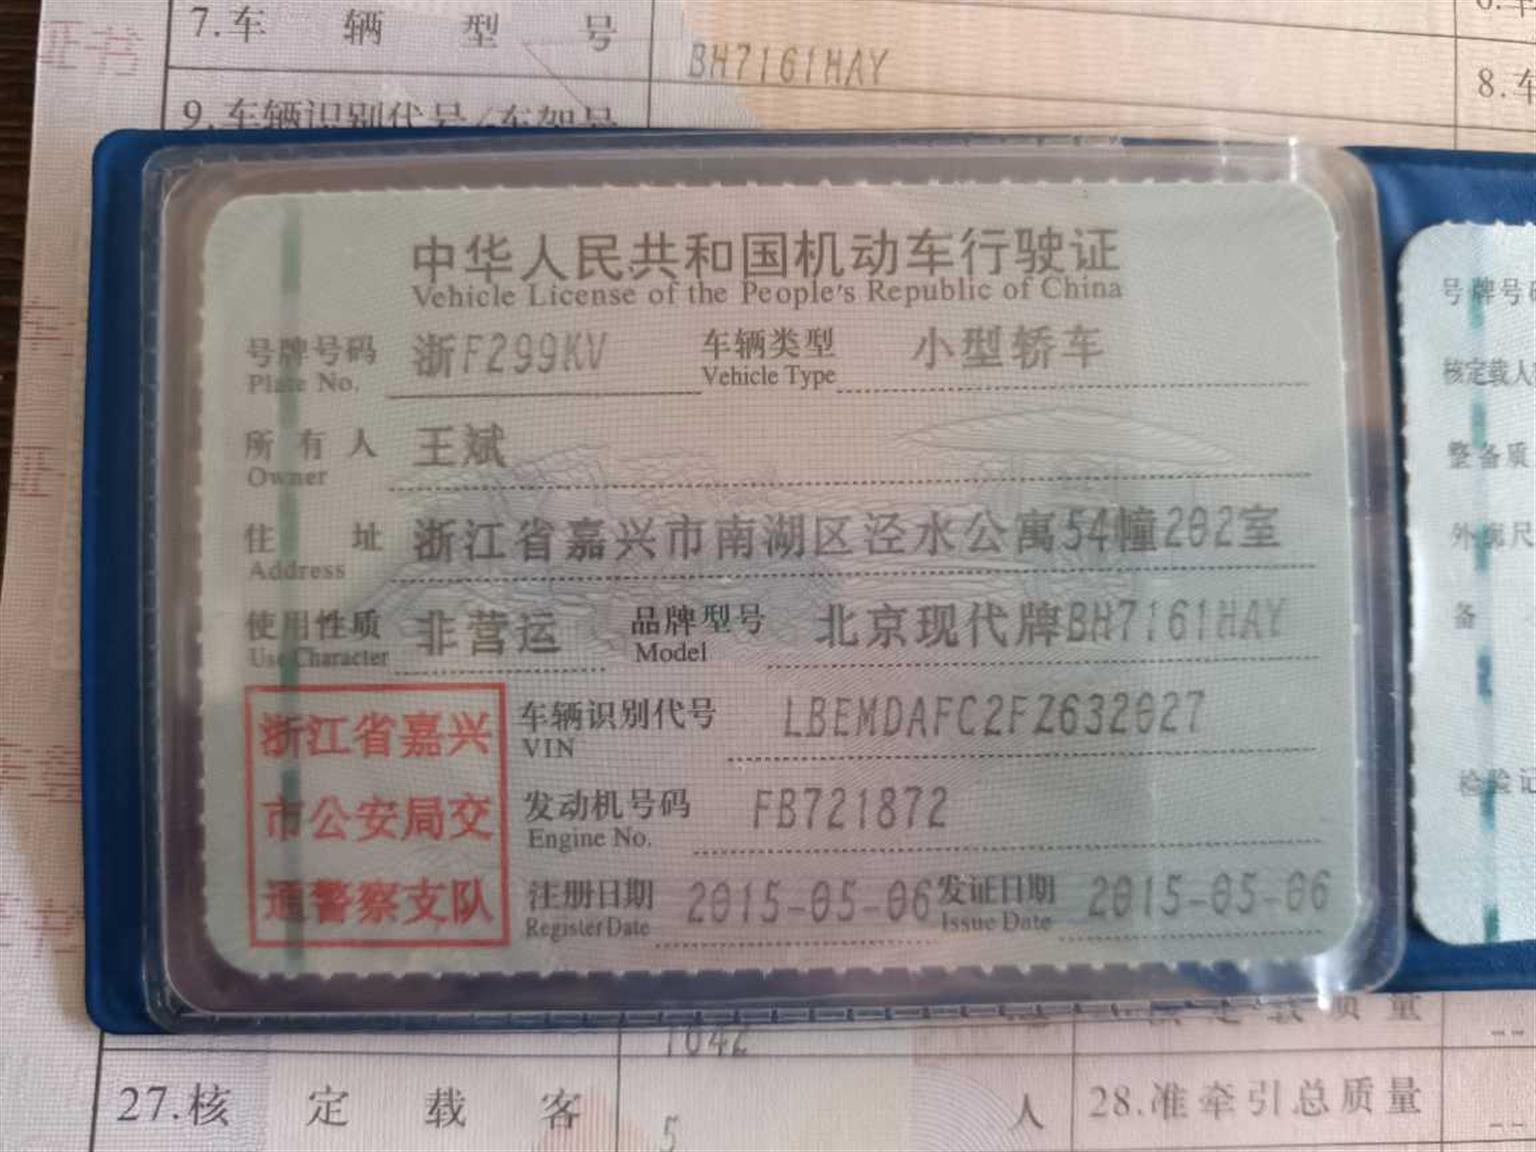 证书
7.车辆型号 BH7161HAY
8.车
9.车辆识别代号/车架号
中华人民共和国机动车行驶证
Vehicle License of the People's Republic of China
号牌号码 浙F299KV 车辆类型 小型轿车
Plate No. Vehicle Type
所有人 王斌
Owner
住址 浙江省嘉兴市南湖区泾水公寓54幢202室
Address
使用性质 非营运 品牌型号 北京现代牌BH7161HAY
Use Character Model
浙江省嘉兴
市公安局交
通警察支队
车辆识别代号 LBEMDAFC2FZ632027
VIN
发动机号码 FB721872
Engine No.
注册日期 2015-05-06 发证日期 2015-05-06
Register Date Issue Date
号牌号码
核定载人
整备质
外廓尺
备
检验记
1642
27.核定载客 5 人 28.准牵引总质量 --